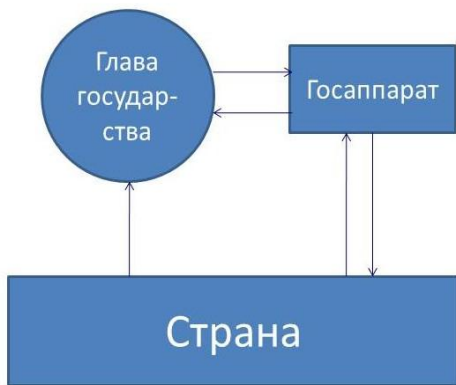 Глава
государ-
ства
Госаппарат
Страна